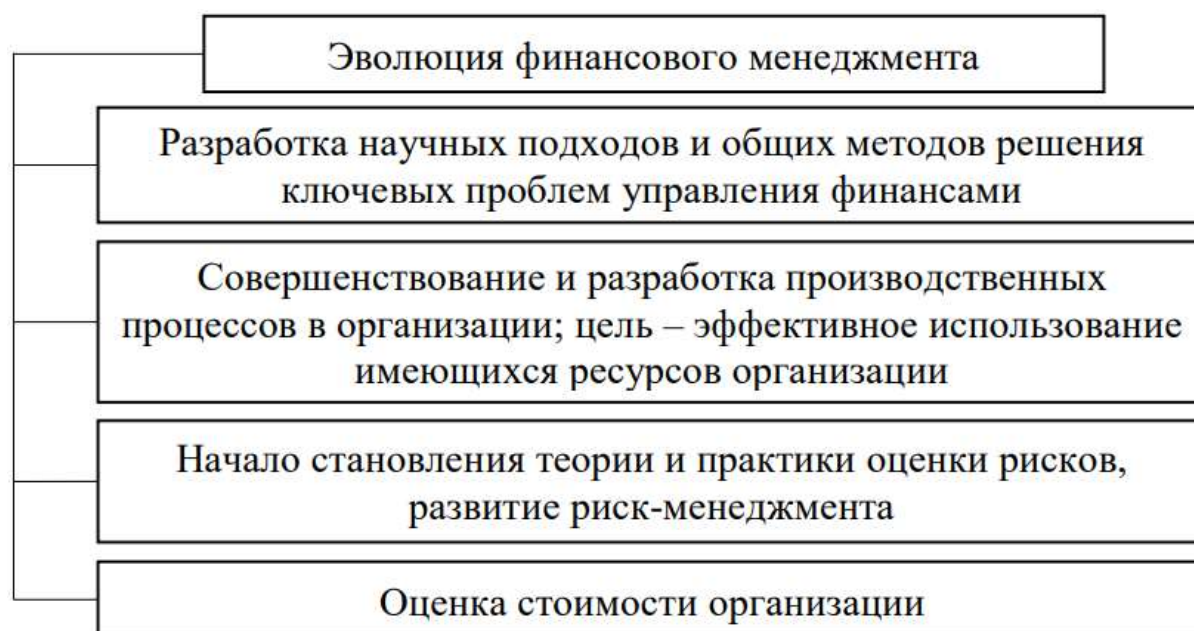 Эволюция финансового менеджмента
Разработка научных подходов и общих методов решения
ключевых проблем управления финансами
Совершенствование и разработка производственных
процессов в организации; цель – эффективное использование
имеющихся ресурсов организации
Начало становления теории и практики оценки рисков,
развитие риск-менеджмента
Оценка стоимости организации